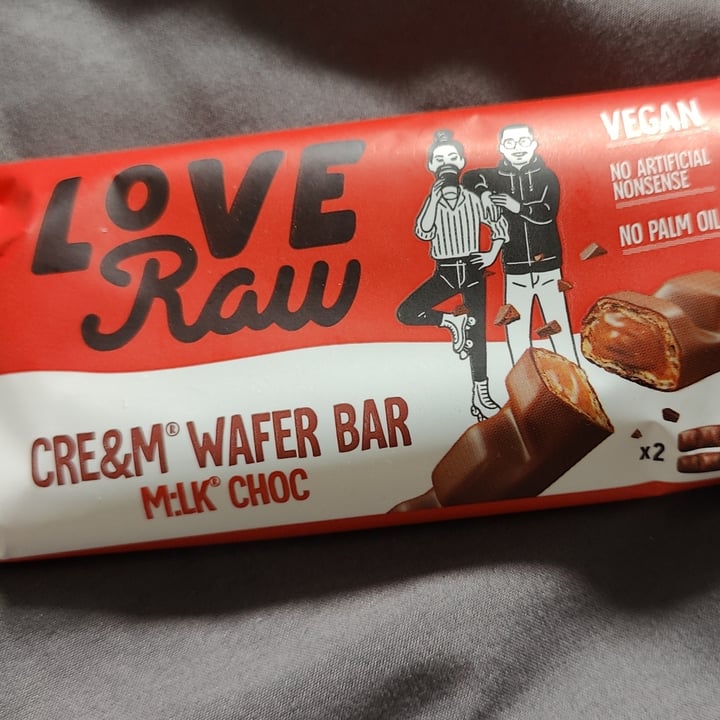 LOVE
Raw
CRE&M® WAFER BAR
M:LK® CHOC
VEGAN
NO ARTIFICIAL
NONSENSE
NO PALM OIL
x2